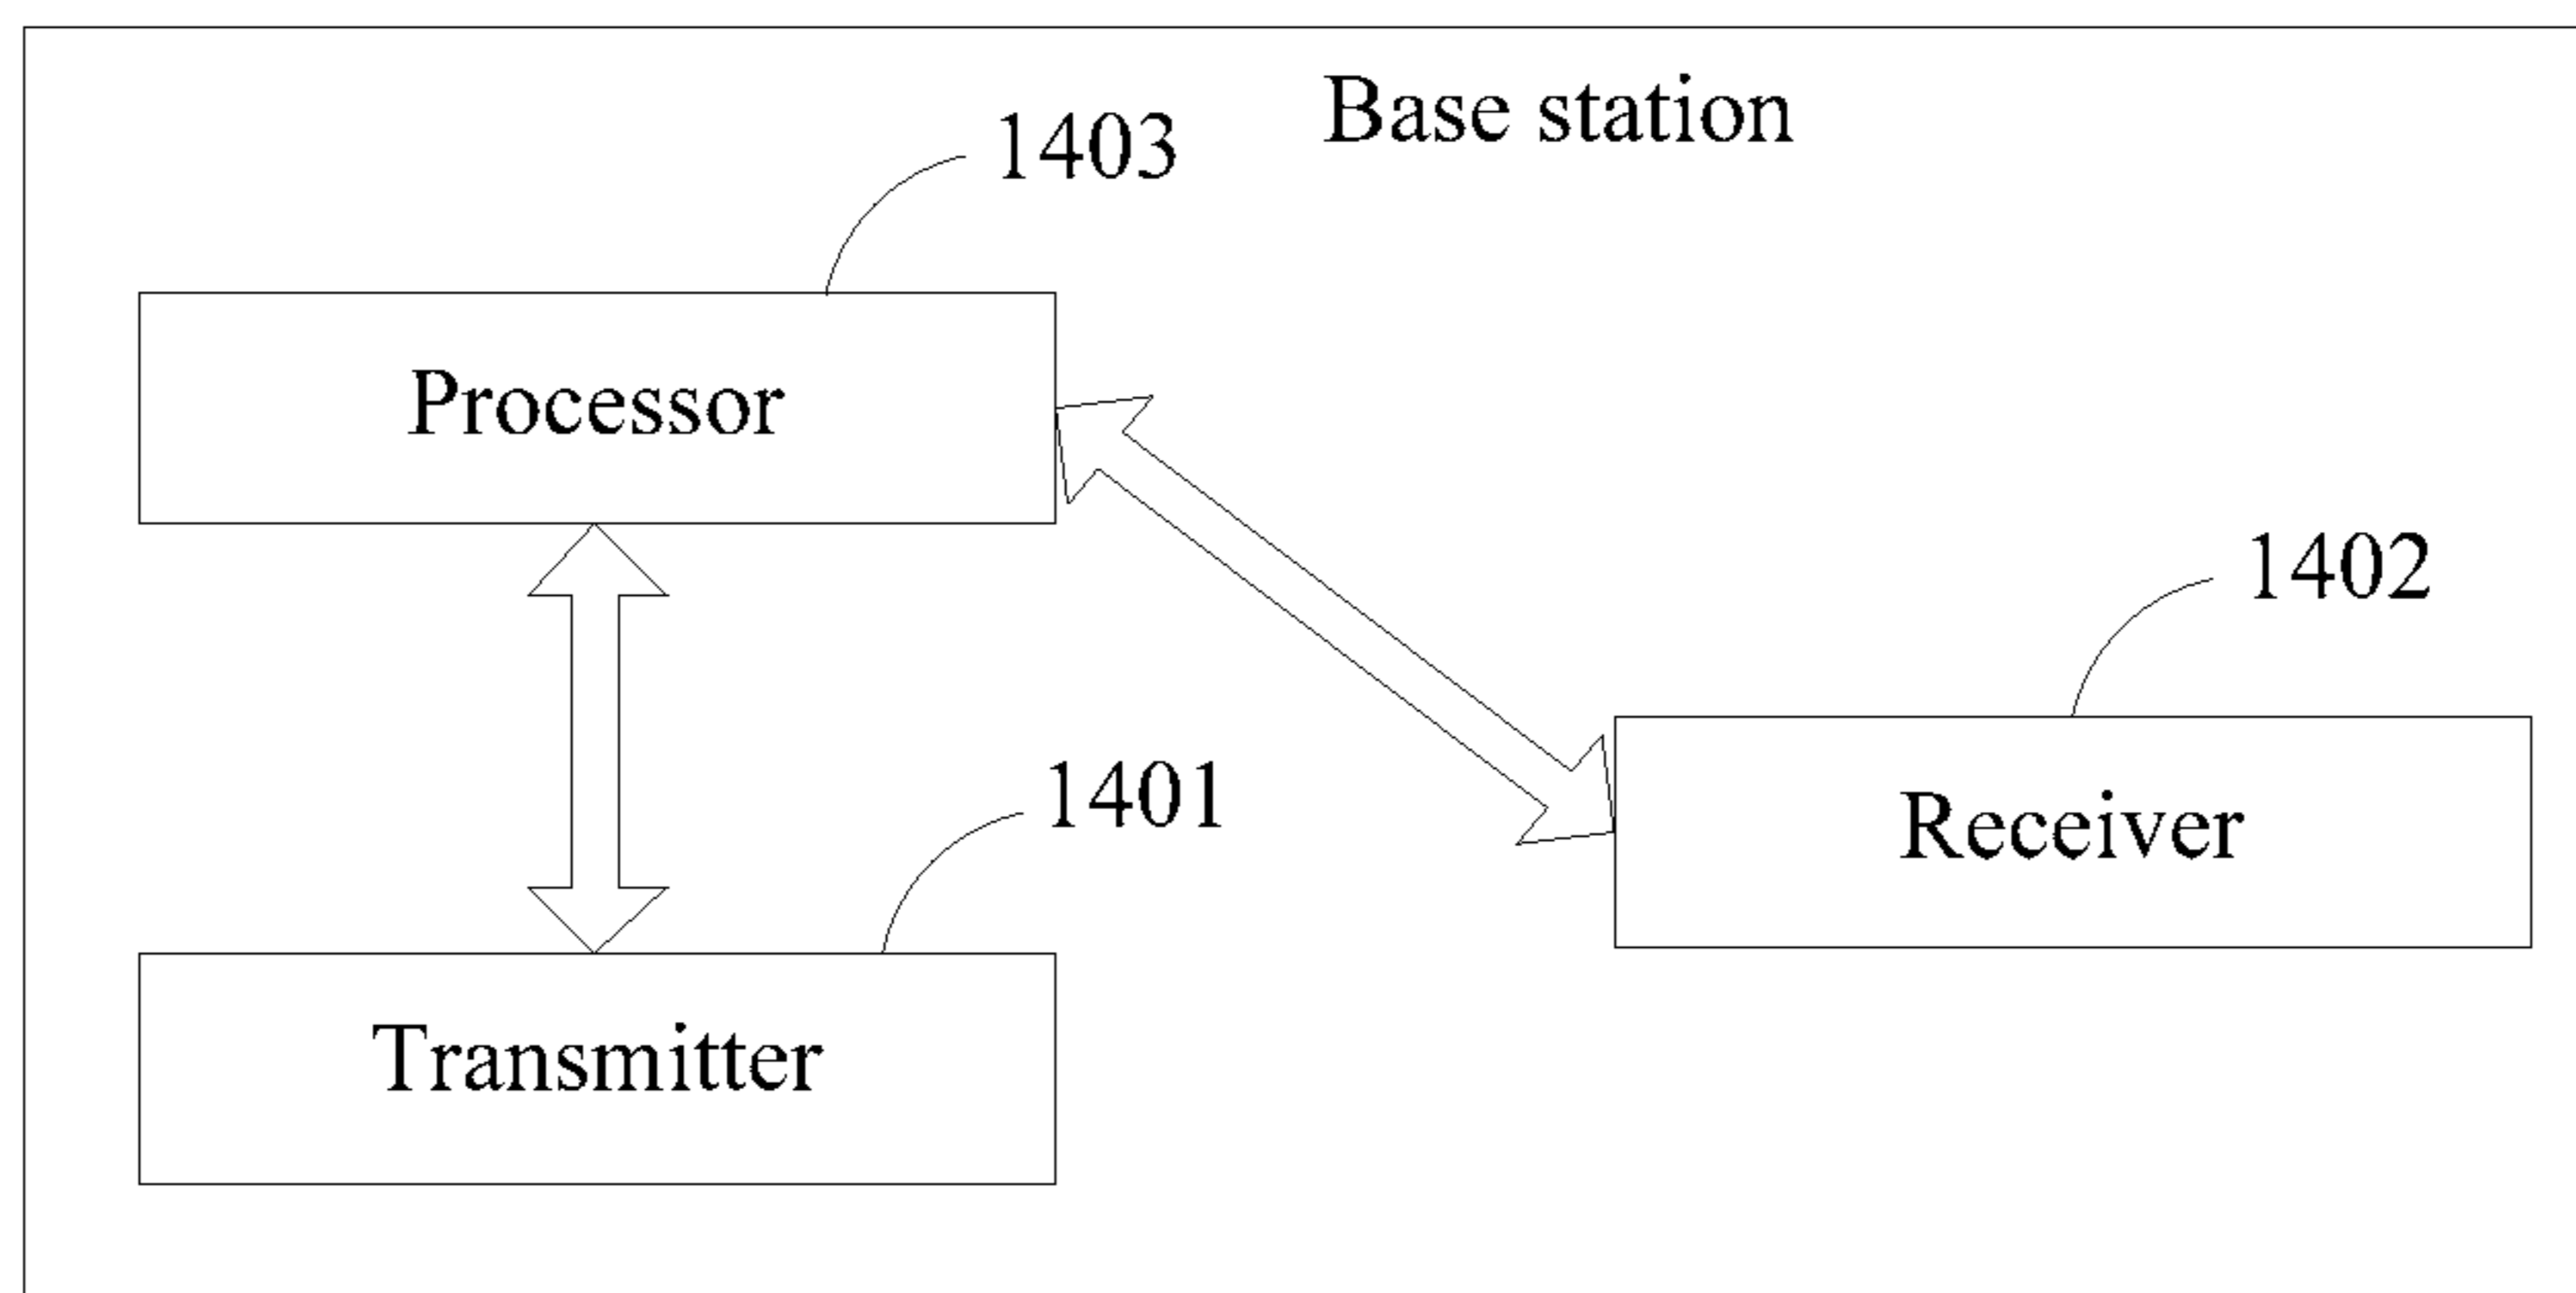 Base station
1403
Processor
1402
Receiver
1401
Transmitter